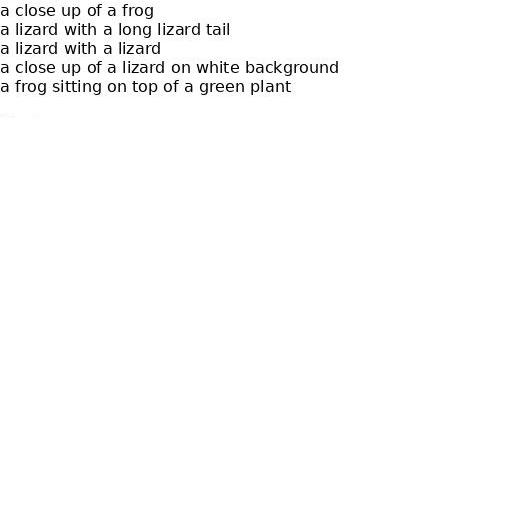 a close up of a frog
a lizard with a long lizard tail
a lizard with a lizard
a close up of a lizard on white background
a frog sitting on top of a green plant